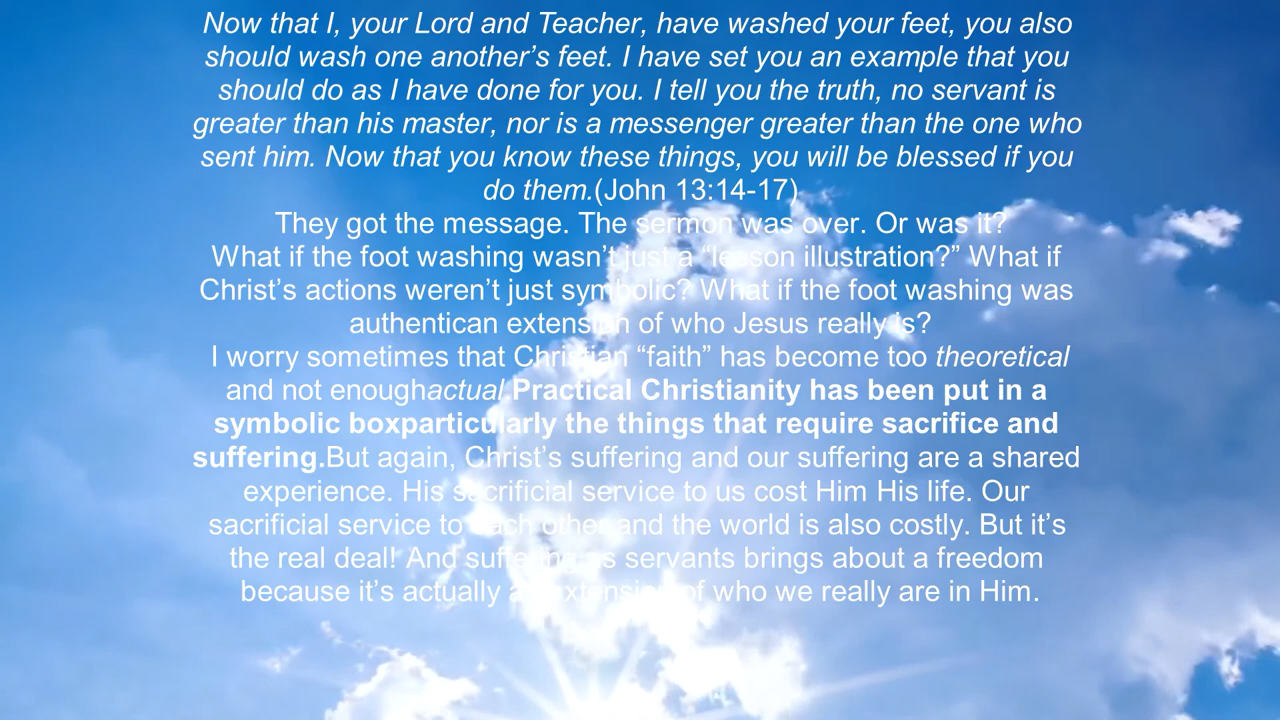 Now that I, your Lord and Teacher, have washed your feet, you also
should wash one another’s feet. I have set you an example that you
should do as I have done for you. I tell you the truth, no servant is
greater than his master, nor is a messenger greater than the one who
sent him. Now that you know these things, you will be blessed if you
do them.(John 13:14-17)
They got the message. The sermon was over. Or was it?
What if the foot washing wasn’t just a “lesson illustration?” What if
Christ’s actions weren’t just symbolic? What if the foot washing was
authentican extension of who Jesus really is?
I worry sometimes that Christian “faith” has become too theoretical
and not enoughactual.Practical Christianity has been put in a
symbolic boxparticularly the things that require sacrifice and
suffering.But again, Christ’s suffering and our suffering are a shared
experience. His sacrificial service to us cost Him His life. Our
sacrificial service to each other and the world is also costly. But it’s
the real deal! And suffering as servants brings about a freedom
because it’s actually an extension of who we really are in Him.